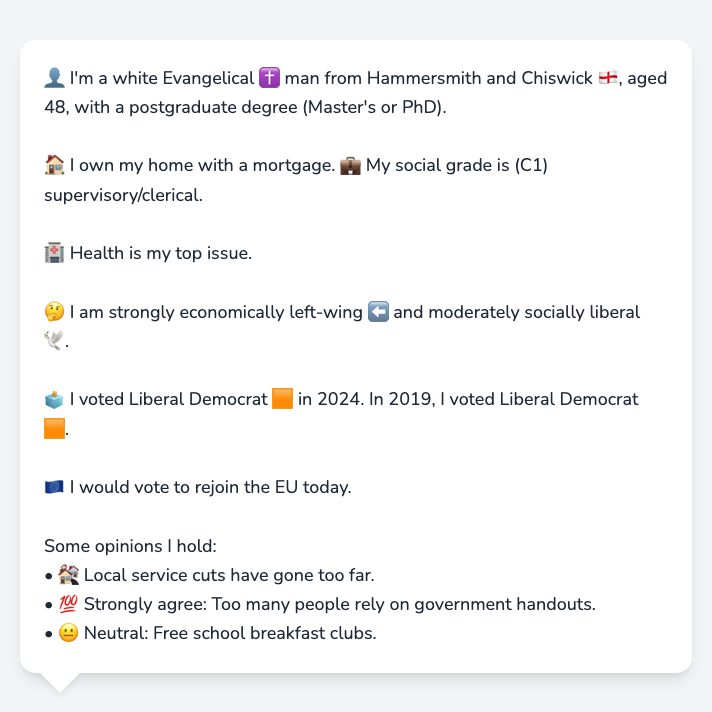 👤 I'm a white Evangelical ✝️ man from Hammersmith and Chiswick 🏴󠁧󠁢󠁥󠁮󠁧󠁿, aged
48, with a postgraduate degree (Master's or PhD).
🏠 I own my home with a mortgage. 💼 My social grade is (C1)
supervisory/clerical.
🏥 Health is my top issue.
🤔 I am strongly economically left-wing ⬅️ and moderately socially liberal
🕊️.
🗳️ I voted Liberal Democrat 🟧 in 2024. In 2019, I voted Liberal Democrat
🟧.
🇪🇺 I would vote to rejoin the EU today.
Some opinions I hold:
• 🏚️ Local service cuts have gone too far.
• 💯 Strongly agree: Too many people rely on government handouts.
• 😐 Neutral: Free school breakfast clubs.